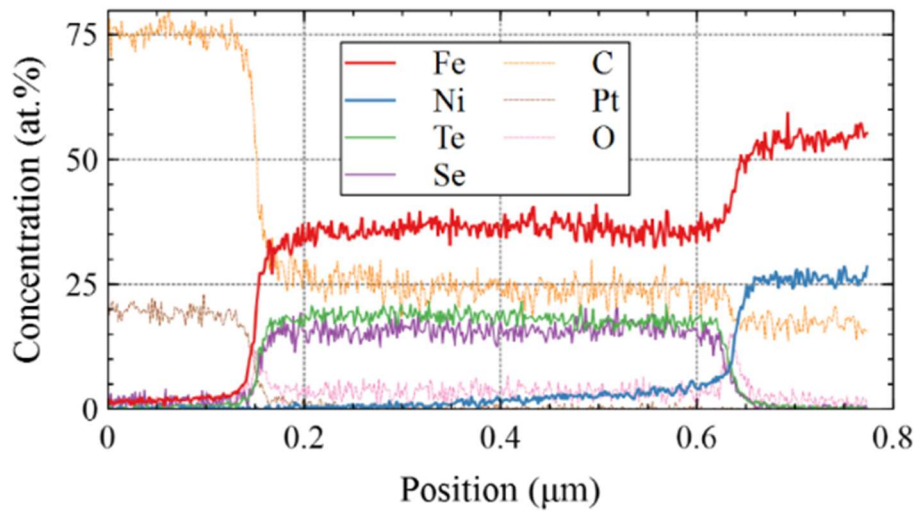 Concentration (at.%)
75
50
25
0
Fe C
Ni Pt
Te O
Se
0 0.2 0.4 0.6 0.8
Position (μm)